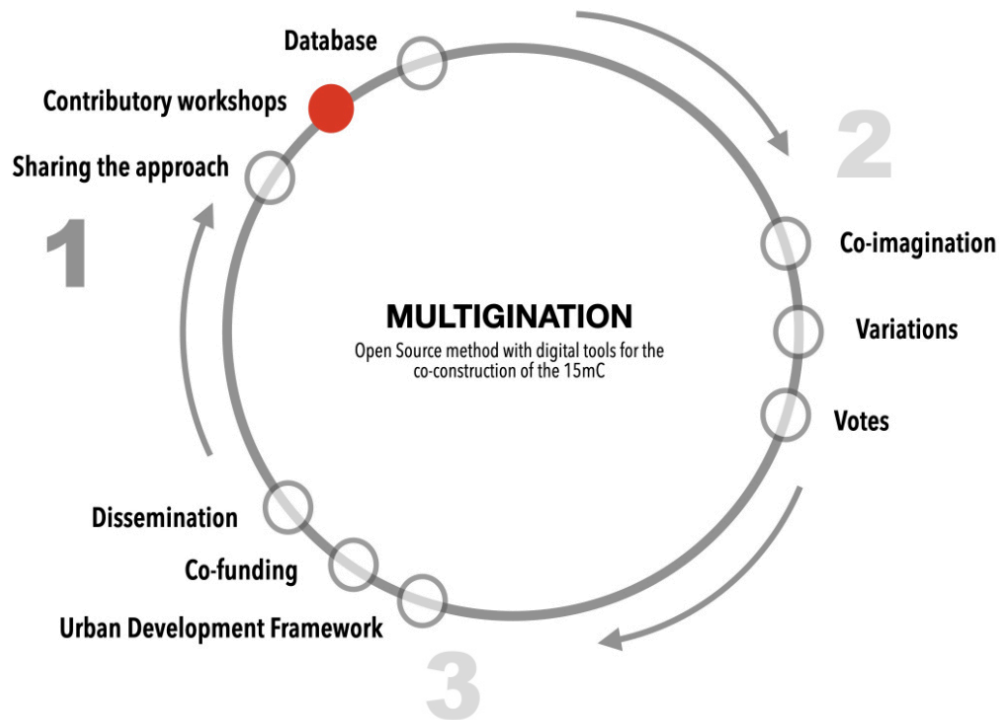 Database
Contributory workshops
Sharing the approach
1
2
Co-imagination
Variations
Votes
MULTIGINATION
Open Source method with digital tools for the
co-construction of the 15mC
Dissemination
Co-funding
Urban Development Framework
3